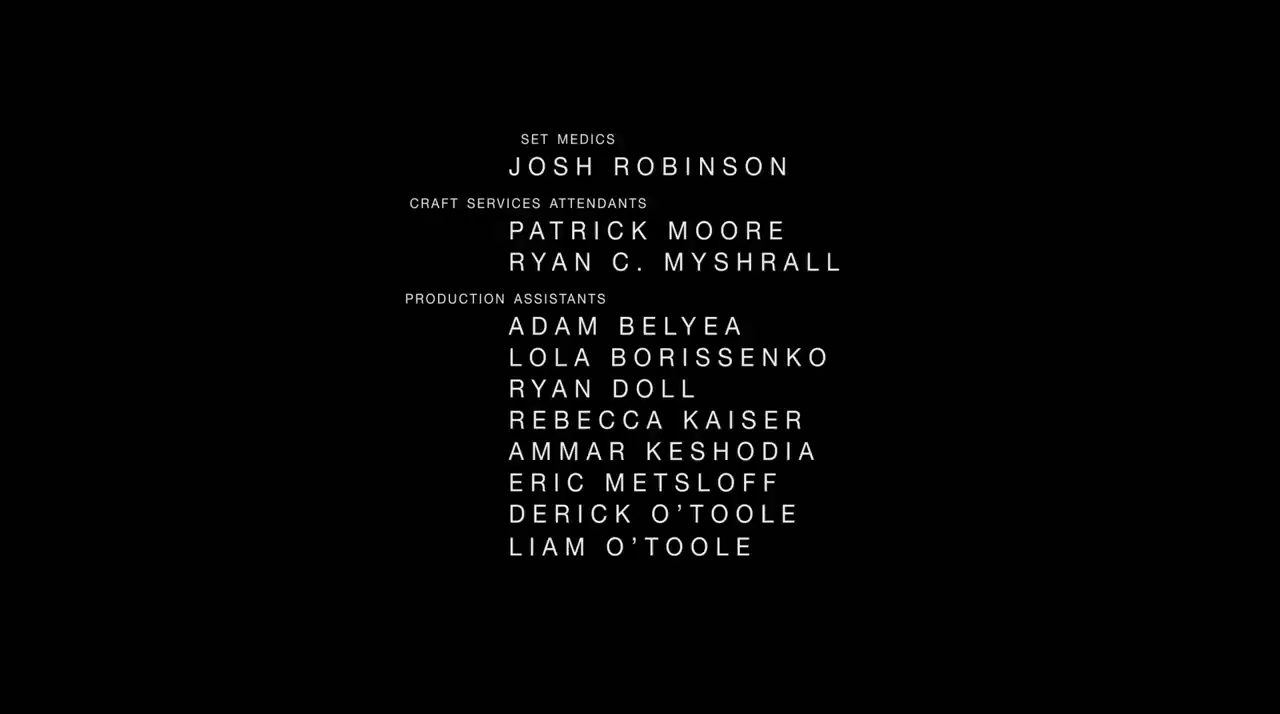 SET MEDICS
JOSH ROBINSON
CRAFT SERVICES ATTENDANTS
PATRICK MOORE
RYAN C. MYSHRALL
PRODUCTION ASSISTANTS
ADAM BELYEA
LOLA BORISSENKO
RYAN DOLL
REBECCA KAISER
AMMAR KESHODIA
ERIC METSLOFF
DERICK O’TOOLE
LIAM O’TOOLE